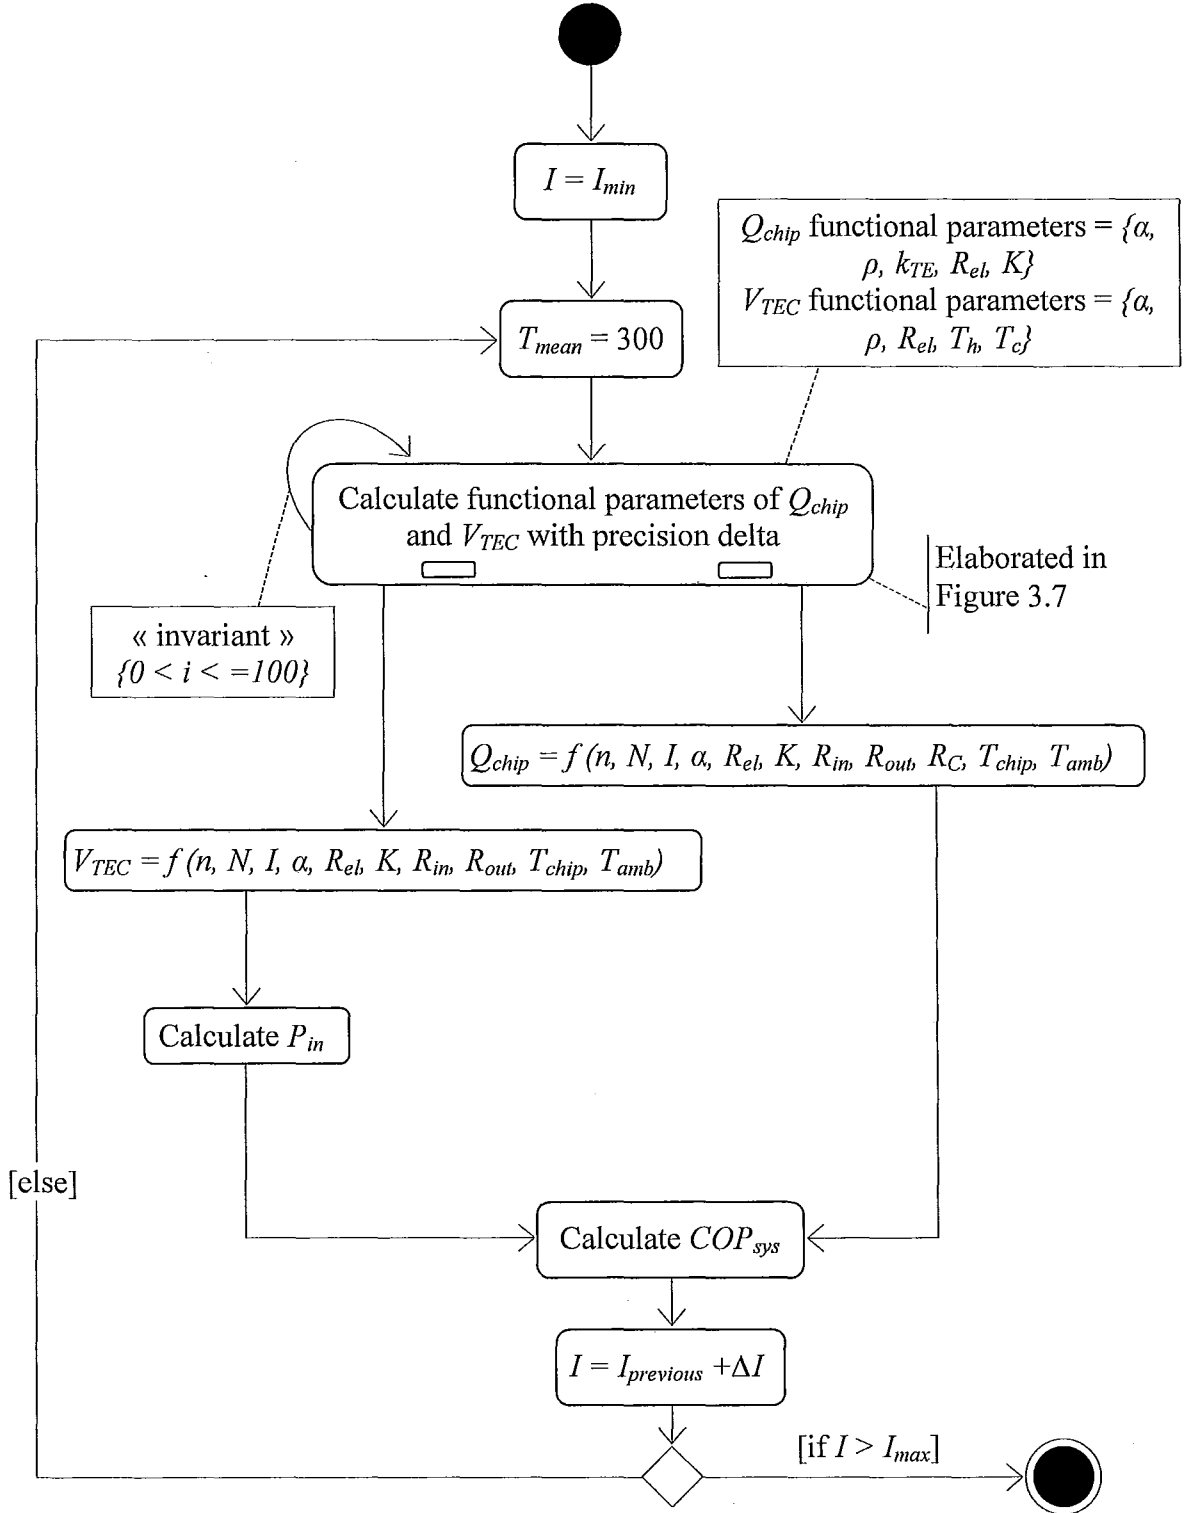 I = I_min
Q_chip functional parameters = {α,
ρ, k_TE, R_el, K}
V_TEC functional parameters = {α,
ρ, R_el, T_h, T_c}
T_mean = 300
Calculate functional parameters of Q_chip
and V_TEC with precision delta
Elaborated in
Figure 3.7
« invariant »
{0 < i < =100}
Q_chip = f (n, N, I, α, R_el, K, R_in, R_out, R_C, T_chip, T_amb)
V_TEC = f (n, N, I, α, R_el, K, R_in, R_out, T_chip, T_amb)
Calculate P_in
[else]
Calculate COP_sys
I = I_previous +ΔI
[if I > I_max]